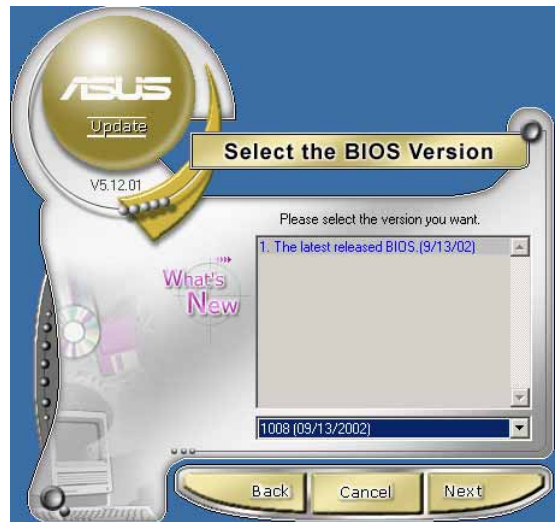 ASUS
Update
V5.12.01
Select the BIOS Version
Please select the version you want.
1. The latest released BIOS.(9/13/02)
What's
New
1008 (09/13/2002)
Back
Cancel
Next